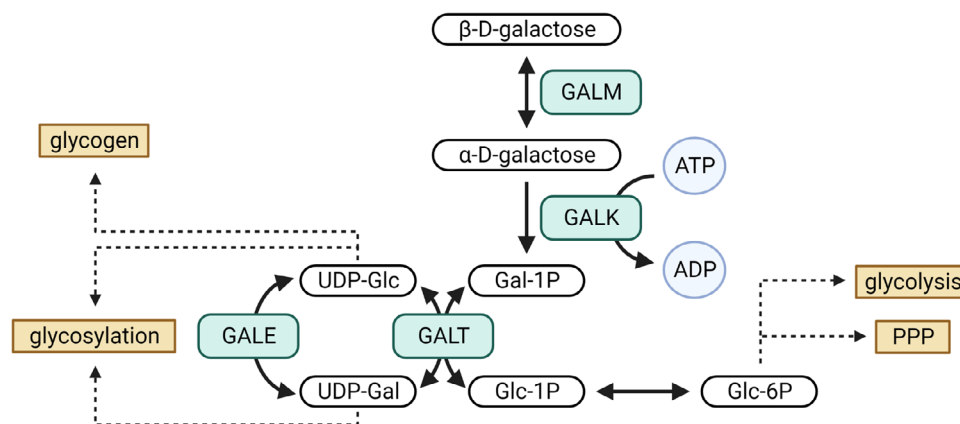 β-D-galactose
GALM
glycogen
α-D-galactose
ATP
GALK
ADP
UDP-Glc
Gal-1P
glycolysis
glycosylation
GALE
GALT
PPP
UDP-Gal
Glc-1P
Glc-6P